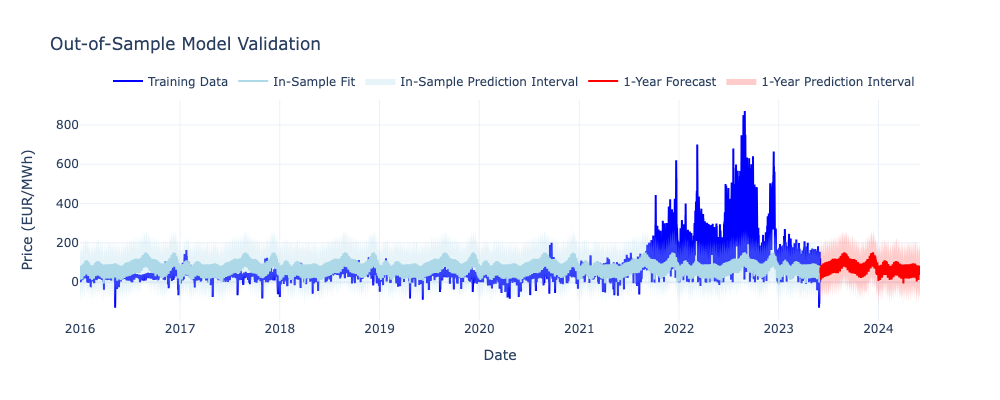 Out-of-Sample Model Validation
Training Data In-Sample Fit In-Sample Prediction Interval 1-Year Forecast 1-Year Prediction Interval
Price (EUR/MWh)
800
600
400
200
0
2016 2017 2018 2019 2020 2021 2022 2023 2024
Date